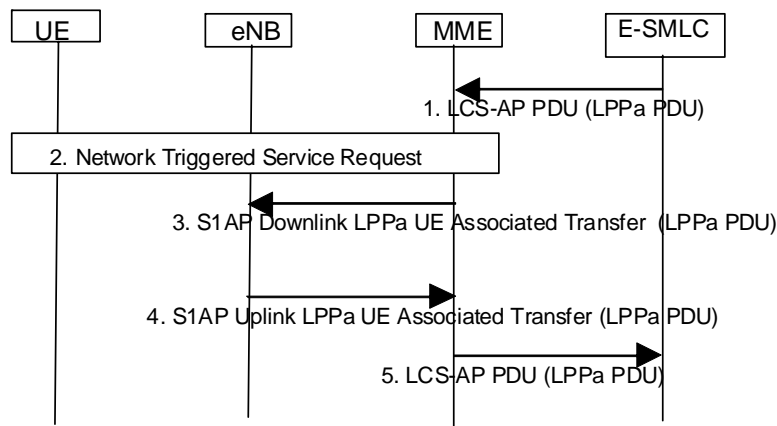 UE eNB MME E-SMLC
1. LCS-AP PDU (LPPa PDU)
2. Network Triggered Service Request
3. S1AP Downlink LPPa UE Associated Transfer (LPPa PDU)
4. S1AP Uplink LPPa UE Associated Transfer (LPPa PDU)
5. LCS-AP PDU (LPPa PDU)